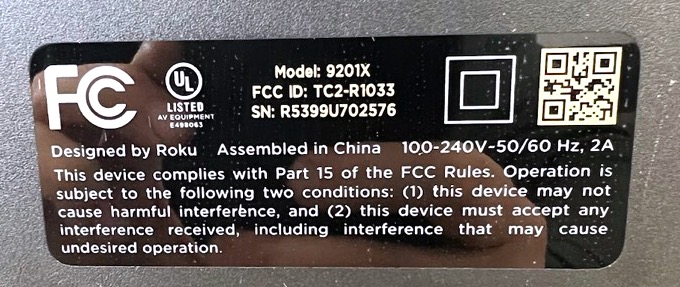 FC
UL
LISTED
AV EQUIPMENT
E498063
Model: 9201X
FCC ID: TC2-R1033
SN: R5399U702576
Designed by Roku Assembled in China 100-240V~50/60 Hz, 2A
This device complies with Part 15 of the FCC Rules. Operation is
subject to the following two conditions: (1) this device may not
cause harmful interference, and (2) this device must accept any
interference received, including interference that may cause
undesired operation.